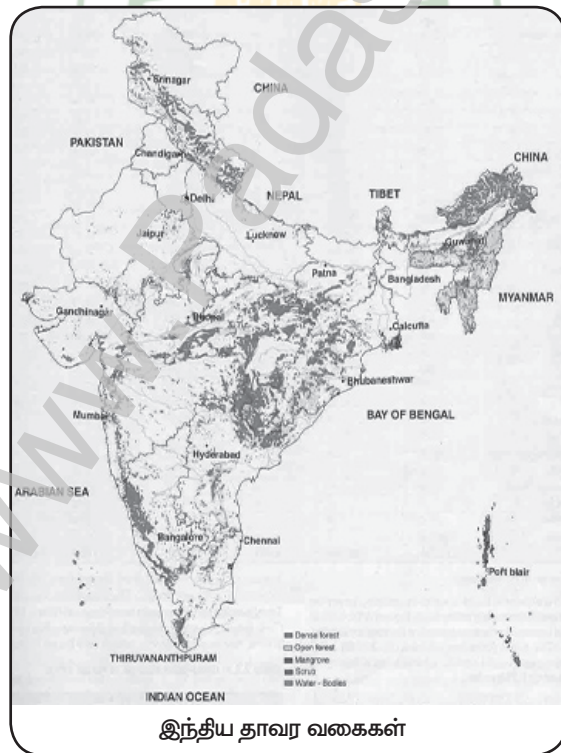 Srinagar
CHINA
PAKISTAN
Chandigarh
CHINA
Delhi
NEPAL
TIBET
Jaipur
Lucknow
Guwahati
Patna
Bangladesh
MYANMAR
Gandhinagar
Bhopal
Calcutta
Bhubaneshwar
Mumbai
BAY OF BENGAL
Hyderabad
ARABIAN SEA
Bangalore
Chennai
Port blair
Dense forest
Open forest
Mangrove
Scrub
Water - Bodies
THIRUVANANTHPURAM
INDIAN OCEAN
இந்திய தாவர வகைகள்
www.Padas